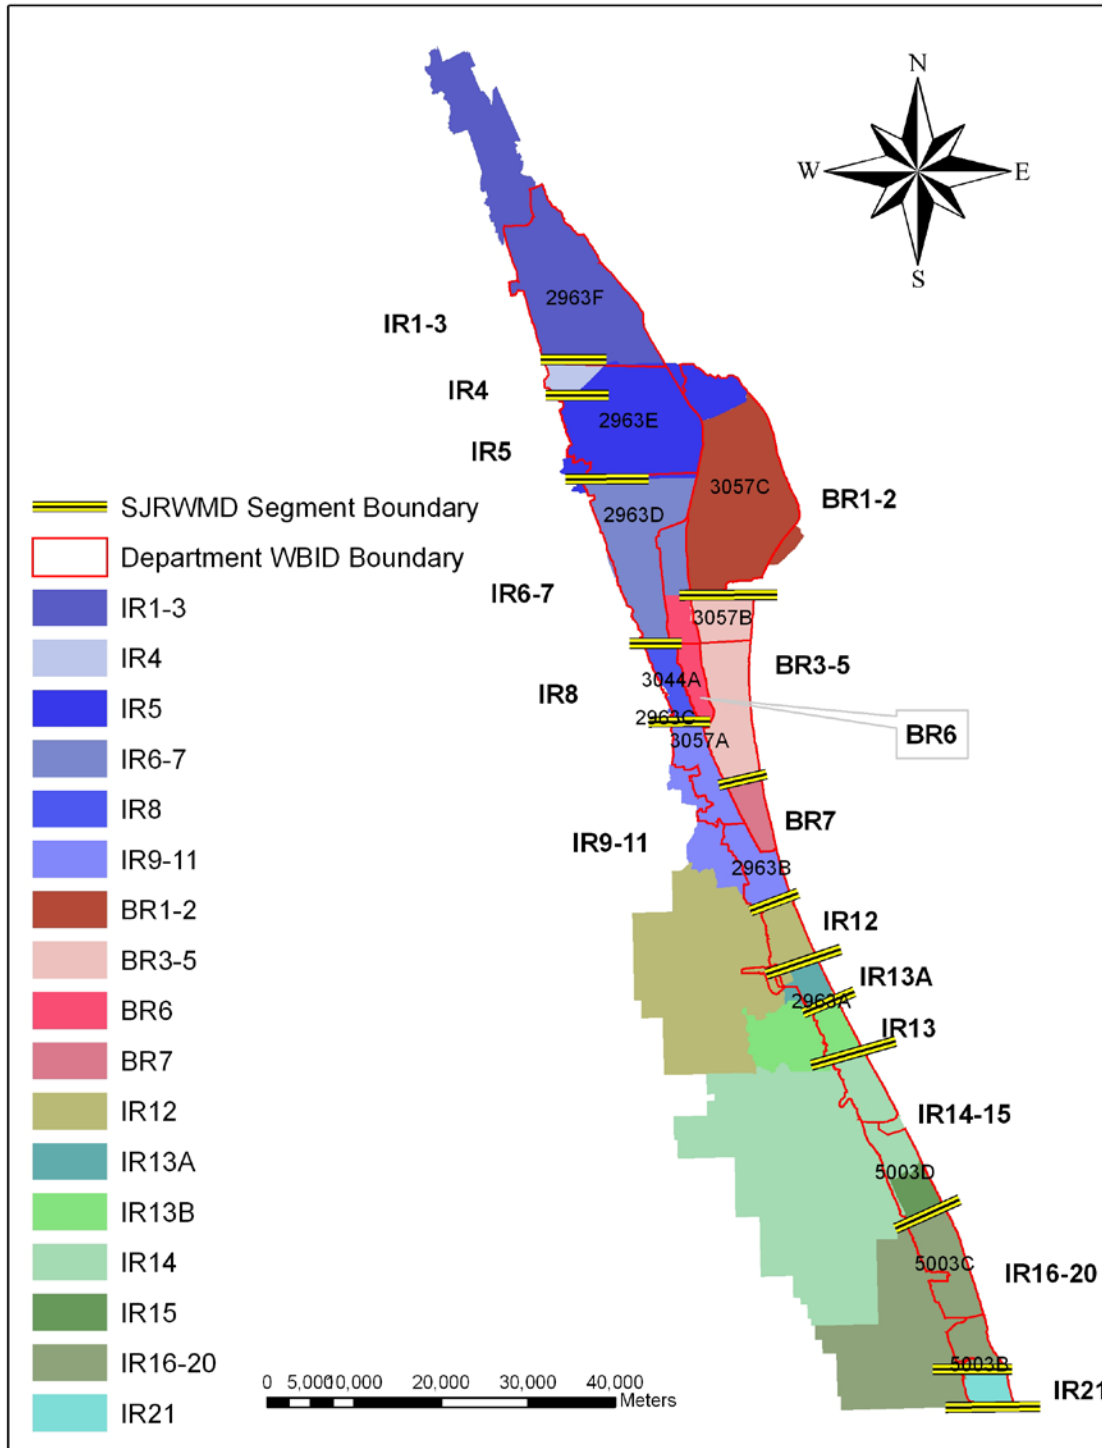 N
W E
S
2963F
IR1-3
IR4
2963E
IR5
3057C
BR1-2
2963D
IR6-7
3057B
BR3-5
3044A
IR8
2963C
3057A
BR6
BR7
IR9-11
2963B
IR12
IR13A
2963A
IR13
IR14-15
5003D
5003C
IR16-20
5003B
IR21
SJRWMD Segment Boundary
Department WBID Boundary
IR1-3
IR4
IR5
IR6-7
IR8
IR9-11
BR1-2
BR3-5
BR6
BR7
IR12
IR13A
IR13B
IR14
IR15
IR16-20
IR21
0 5,000 10,000 20,000 30,000 40,000
Meters